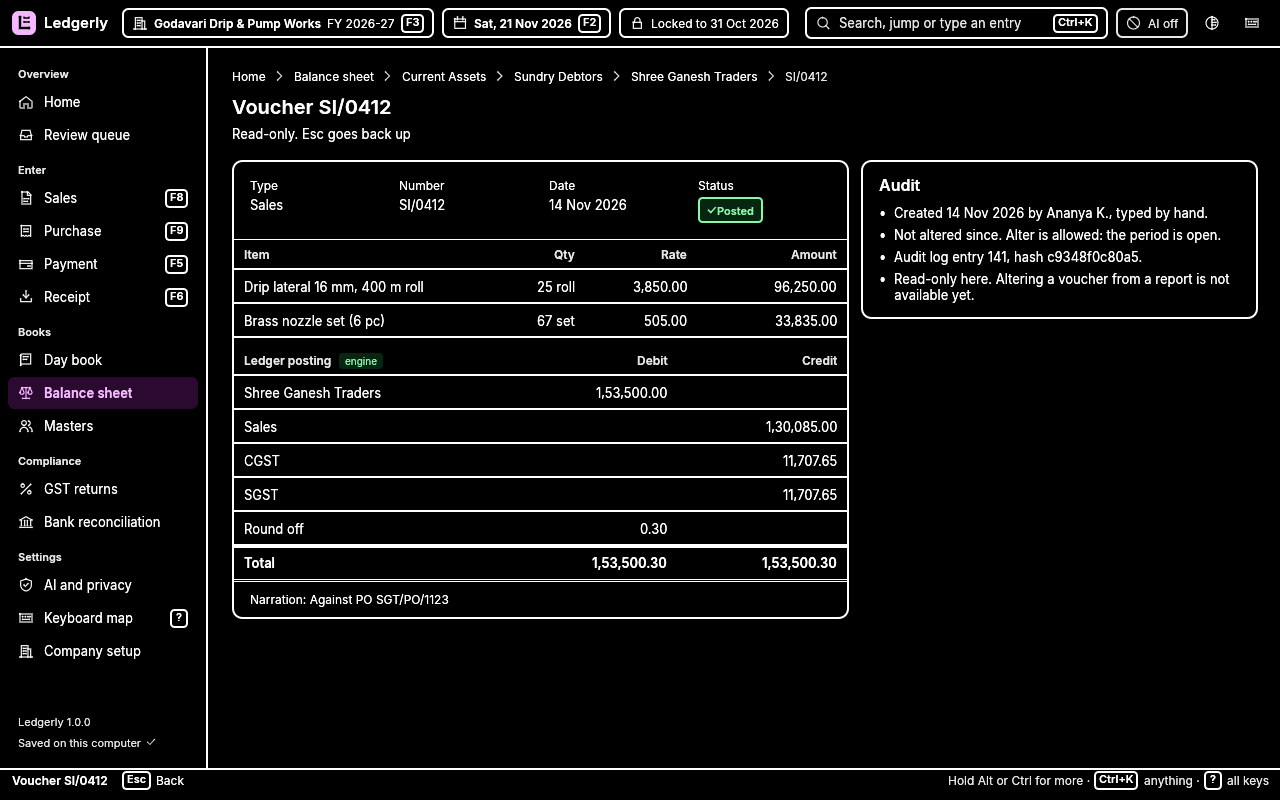 Ledgerly
Godavari Drip & Pump Works FY 2026-27 F3
Sat, 21 Nov 2026 F2
Locked to 31 Oct 2026
Search, jump or type an entry Ctrl+K
AI off
Overview
Home
Review queue
Enter
Sales F8
Purchase F9
Payment F5
Receipt F6
Books
Day book
Balance sheet
Masters
Compliance
GST returns
Bank reconciliation
Settings
AI and privacy
Keyboard map ?
Company setup
Ledgerly 1.0.0
Saved on this computer
Home Balance sheet Current Assets Sundry Debtors Shree Ganesh Traders SI/0412
Voucher SI/0412
Read-only. Esc goes back up
Type Number Date Status
Sales SI/0412 14 Nov 2026 Posted
Item Qty Rate Amount
Drip lateral 16 mm, 400 m roll 25 roll 3,850.00 96,250.00
Brass nozzle set (6 pc) 67 set 505.00 33,835.00
Ledger posting engine Debit Credit
Shree Ganesh Traders 1,53,500.00
Sales 1,30,085.00
CGST 11,707.65
SGST 11,707.65
Round off 0.30
Total 1,53,500.30 1,53,500.30
Narration: Against PO SGT/PO/1123
Audit
• Created 14 Nov 2026 by Ananya K., typed by hand.
• Not altered since. Alter is allowed: the period is open.
• Audit log entry 141, hash c9348f0c80a5.
• Read-only here. Altering a voucher from a report is not
available yet.
Voucher SI/0412 Esc Back
Hold Alt or Ctrl for more · Ctrl+K anything · ? all keys